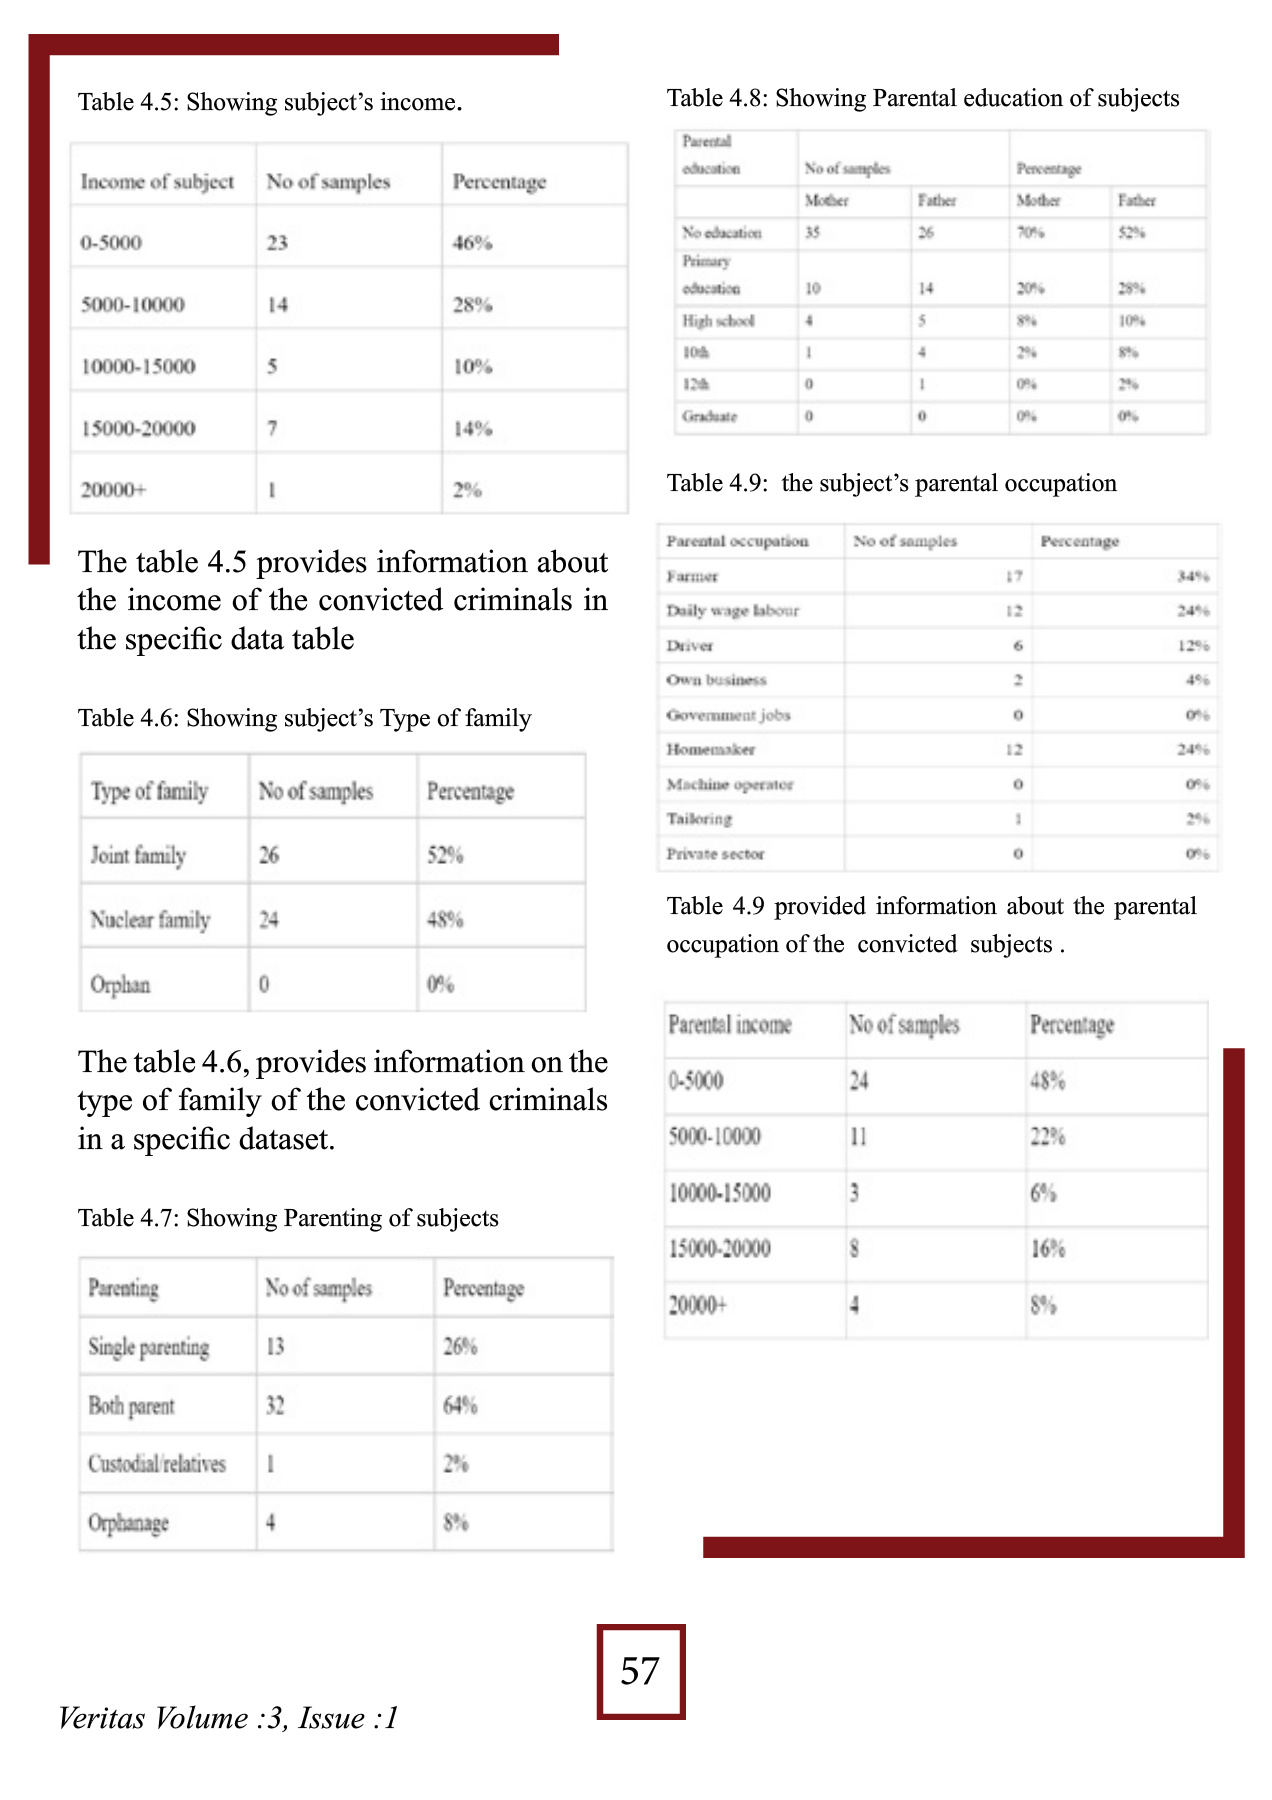 Table 4.5: Showing subject’s income.
Income of subject No of samples Percentage
0-5000 23 46%
5000-10000 14 28%
10000-15000 5 10%
15000-20000 7 14%
20000+ 1 2%
The table 4.5 provides information about
the income of the convicted criminals in
the specific data table
Table 4.6: Showing subject’s Type of family
Type of family No of samples Percentage
Joint family 26 52%
Nuclear family 24 48%
Orphan 0 0%
The table 4.6, provides information on the
type of family of the convicted criminals
in a specific dataset.
Table 4.7: Showing Parenting of subjects
Parenting No of samples Percentage
Single parenting 13 26%
Both parent 32 64%
Custodial/relatives 1 2%
Orphanage 4 8%
Table 4.8: Showing Parental education of subjects
Parental
education No of samples Percentage
Mother Father Mother Father
No education 35 26 70% 52%
Primary
education 10 14 20% 28%
High school 4 5 8% 10%
10th 1 4 2% 8%
12th 0 1 0% 2%
Graduate 0 0 0% 0%
Table 4.9: the subject’s parental occupation
Parental occupation No of samples Percentage
Farmer 17 34%
Daily wage labour 12 24%
Driver 6 12%
Own business 2 4%
Government jobs 0 0%
Homemaker 12 24%
Machine operator 0 0%
Tailoring 1 2%
Private sector 0 0%
Table 4.9 provided information about the parental
occupation of the convicted subjects .
Parental income No of samples Percentage
0-5000 24 48%
5000-10000 11 22%
10000-15000 3 6%
15000-20000 8 16%
20000+ 4 8%
57
Veritas Volume :3, Issue :1